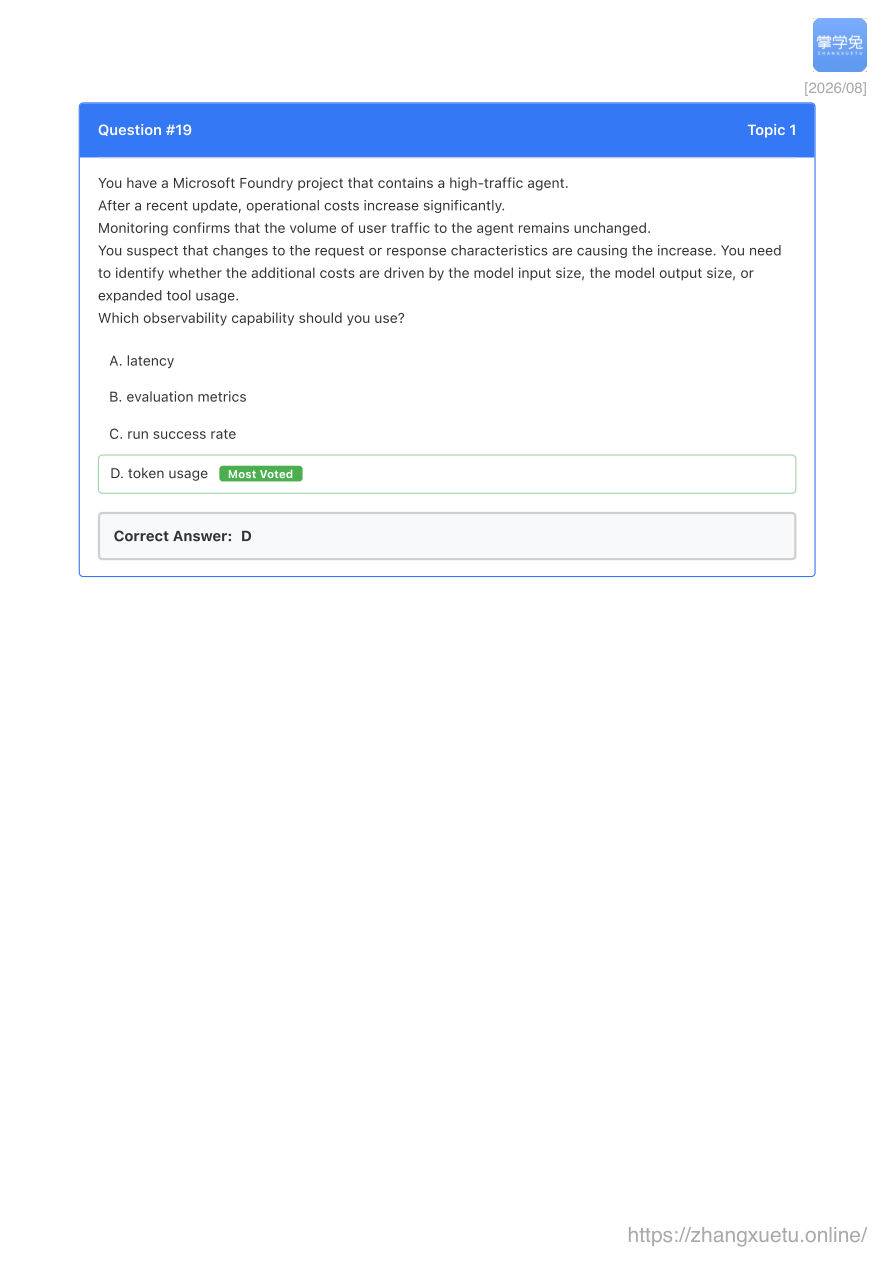 掌学兔
ZHANGXUETU
[2026/08]
Question #19
Topic 1
You have a Microsoft Foundry project that contains a high-traffic agent.
After a recent update, operational costs increase significantly.
Monitoring confirms that the volume of user traffic to the agent remains unchanged.
You suspect that changes to the request or response characteristics are causing the increase. You need
to identify whether the additional costs are driven by the model input size, the model output size, or
expanded tool usage.
Which observability capability should you use?
A. latency
B. evaluation metrics
C. run success rate
D. token usage Most Voted
Correct Answer: D
https://zhangxuetu.online/